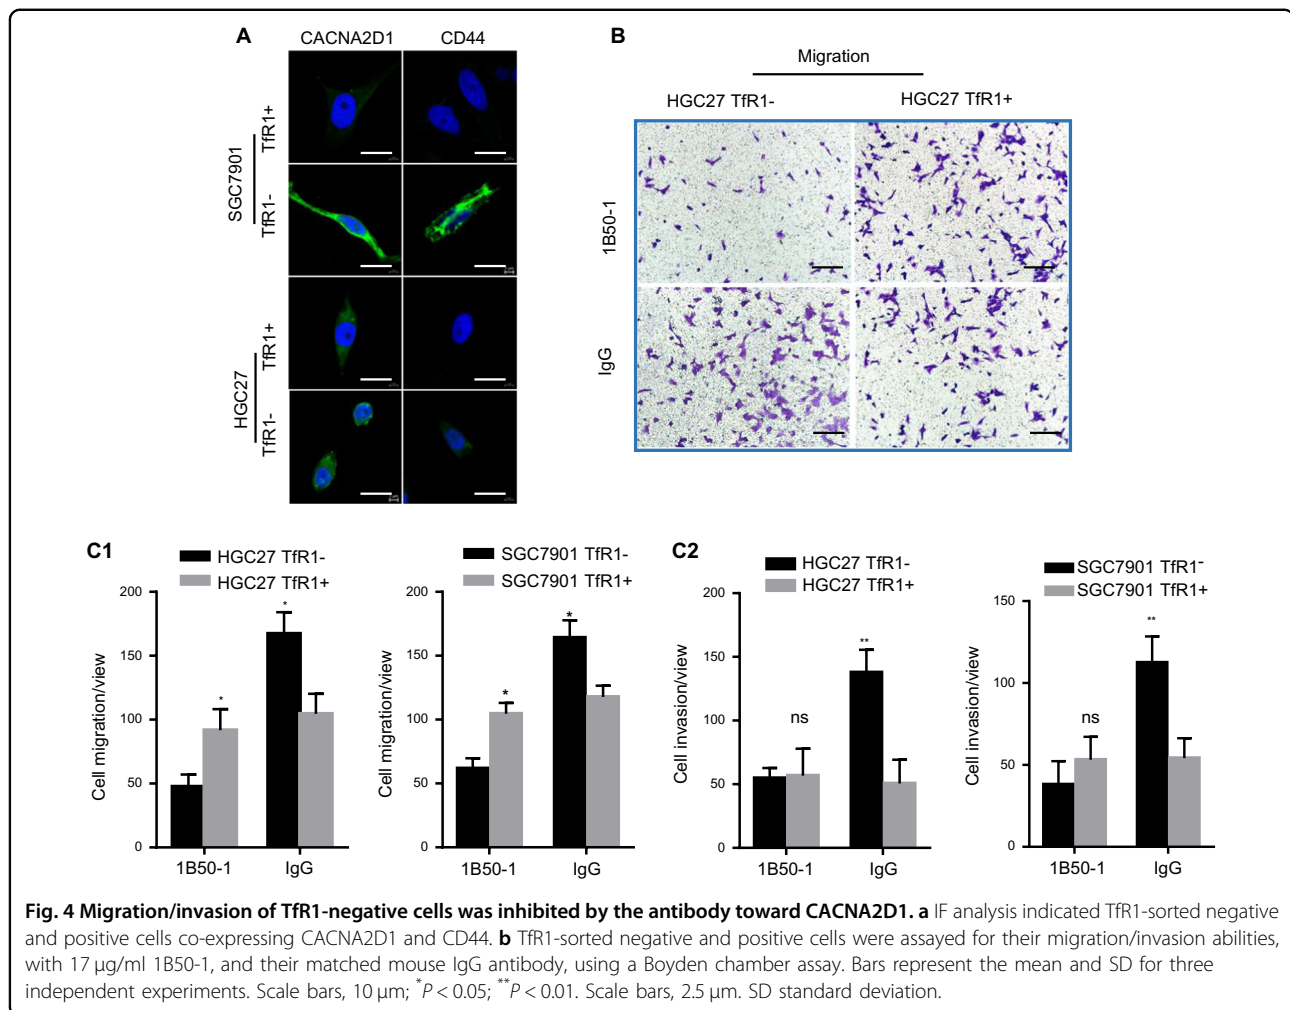 A
CACNA2D1
CD44
SGC7901
TfR1+
TfR1-
HGC27
TfR1+
TfR1-
B
Migration
HGC27 TfR1-
HGC27 TfR1+
1B50-1
IgG
C1
HGC27 TfR1-
HGC27 TfR1+
Cell migration/view
200
150
100
50
0
*
*
1B50-1
IgG
SGC7901 TfR1-
SGC7901 TfR1+
Cell migration/view
200
150
100
50
0
*
*
1B50-1
IgG
C2
HGC27 TfR1-
HGC27 TfR1+
Cell invasion/view
200
150
100
50
0
ns
**
1B50-1
IgG
SGC7901 TfR1-
SGC7901 TfR1+
Cell invasion/view
150
100
50
0
ns
**
1B50-1
IgG
Fig. 4 Migration/invasion of TfR1-negative cells was inhibited by the antibody toward CACNA2D1. a IF analysis indicated TfR1-sorted negative
and positive cells co-expressing CACNA2D1 and CD44. b TfR1-sorted negative and positive cells were assayed for their migration/invasion abilities,
with 17 µg/ml 1B50-1, and their matched mouse IgG antibody, using a Boyden chamber assay. Bars represent the mean and SD for three
independent experiments. Scale bars, 10 µm; *P < 0.05; **P < 0.01. Scale bars, 2.5 µm. SD standard deviation.